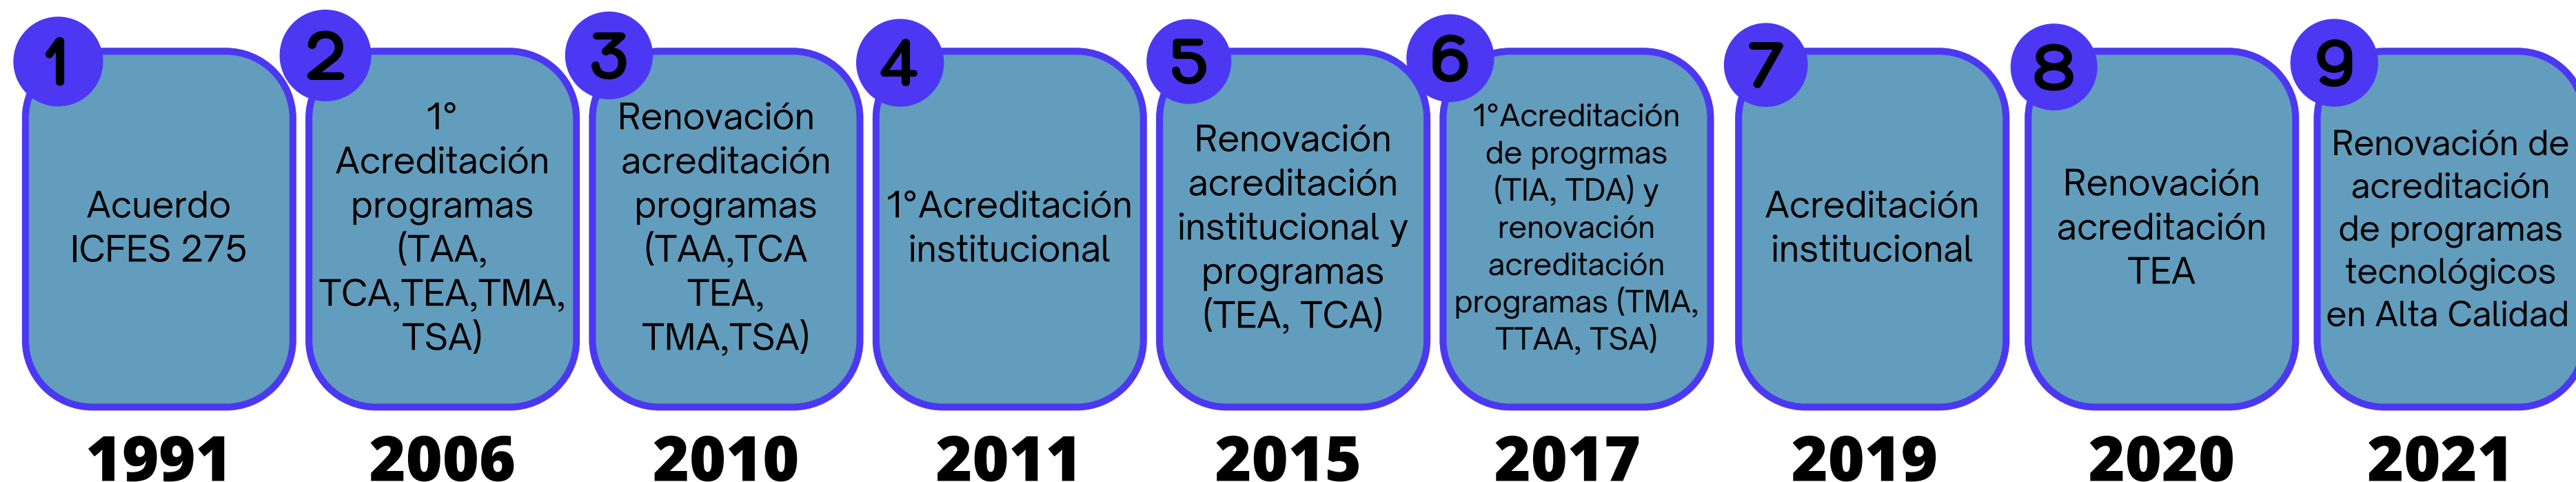 1
Acuerdo
ICFES 275
1991
2
1°
Acreditación
programas
(TAA,
TCA,TEA,TMA,
TSA)
2006
3
Renovación
acreditación
programas
(TAA,TCA
TEA,
TMA,TSA)
2010
4
1°Acreditación
institucional
2011
5
Renovación
acreditación
institucional y
programas
(TEA, TCA)
2015
6
1°Acreditación
de progrmas
(TIA, TDA) y
renovación
acreditación
programas (TMA,
TTAA, TSA)
2017
7
Acreditación
institucional
2019
8
Renovación
acreditación
TEA
2020
9
Renovación de
acreditación
de programas
tecnológicos
en Alta Calidad
2021